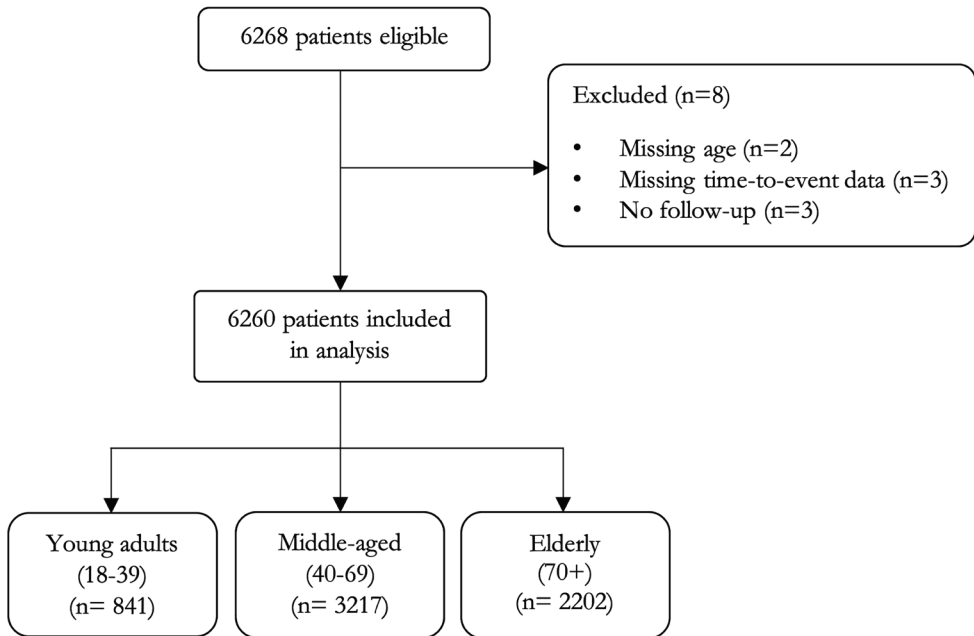 6268 patients eligible
Excluded (n=8)
• Missing age (n=2)
• Missing time-to-event data (n=3)
• No follow-up (n=3)
6260 patients included
in analysis
Young adults
(18-39)
(n= 841)
Middle-aged
(40-69)
(n= 3217)
Elderly
(70+)
(n= 2202)